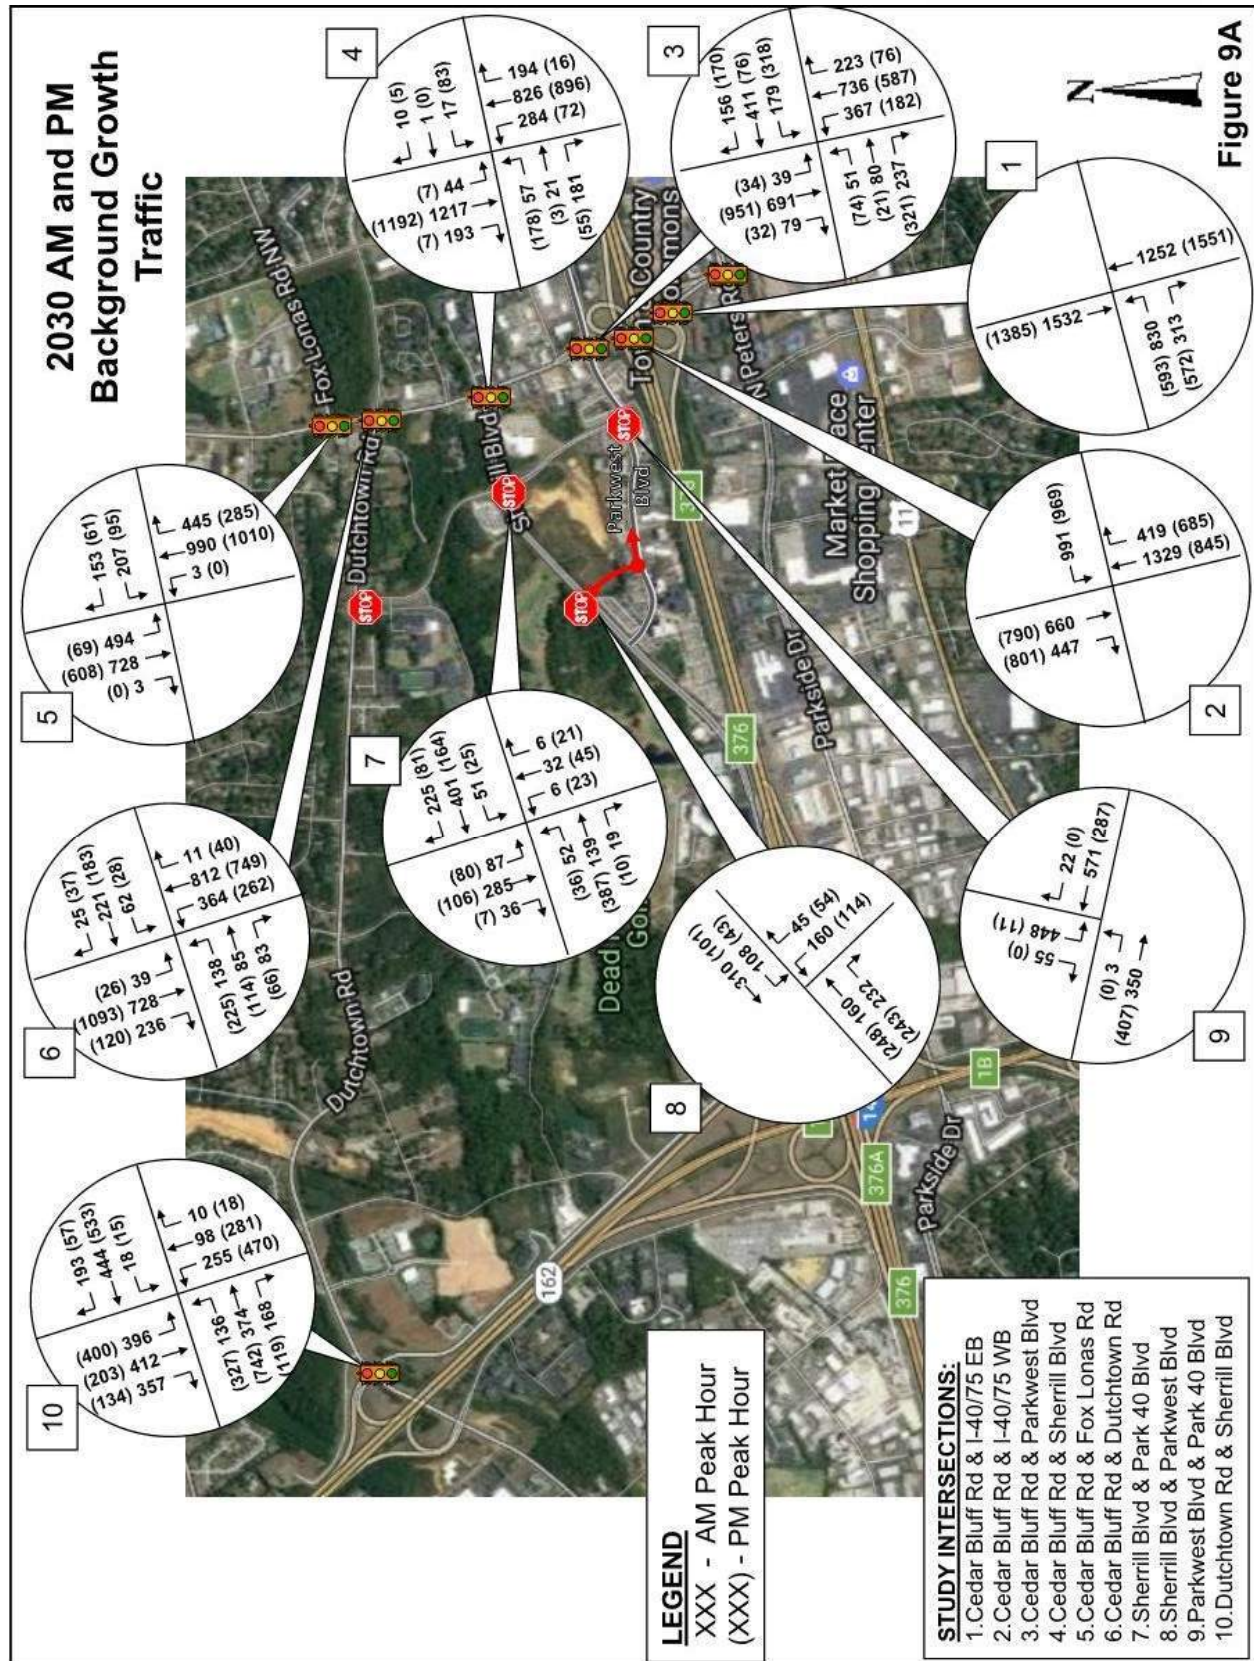 2030 AM and PM
Background Growth
Traffic
4
10 (5)
1 (0)
17 (83)
(7) 44
(1192) 1217
(7) 193
194 (16)
826 (896)
284 (72)
(178) 57
(3) 21
(55) 181
3
156 (170)
411 (76)
179 (318)
(34) 39
(951) 691
(32) 79
223 (76)
736 (587)
367 (182)
(74) 51
(21) 80
(321) 237
1
(1385) 1532
1252 (1551)
(593) 830
(572) 313
N
Figure 9A
5
153 (61)
207 (95)
(69) 494
(608) 728
(0) 3
445 (285)
990 (1010)
3 (0)
2
991 (969)
(790) 660
(801) 447
419 (685)
1329 (845)
6
25 (37)
221 (183)
62 (28)
(26) 39
(1093) 728
(120) 236
11 (40)
812 (749)
364 (262)
(225) 138
(114) 85
(66) 83
7
225 (81)
401 (164)
51 (25)
(80) 87
(106) 285
(7) 36
6 (21)
32 (45)
6 (23)
(36) 52
(387) 139
(10) 19
8
310 (101)
108 (43)
45 (54)
160 (114)
(248) 160
(243) 232
9
22 (0)
571 (287)
448 (11)
55 (0)
(0) 3
(407) 350
10
193 (57)
444 (533)
18 (15)
(400) 396
(203) 412
(134) 357
10 (18)
98 (281)
255 (470)
(327) 136
(742) 374
(119) 168
Fox Lonas Rd NW
Dutchtown Rd
Dutchtown Rd
ill Blvd
STOP
STOP
STOP
STOP
Parkwest
Blvd
Country
N Peters
Market
ace
Shopping
enter
11
Parkside Dr
Parkside Dr
376
376
376A
1B
162
Dead
LEGEND
XXX - AM Peak Hour
(XXX) - PM Peak Hour
STUDY INTERSECTIONS:
1.Cedar Bluff Rd & I-40/75 EB
2.Cedar Bluff Rd & I-40/75 WB
3.Cedar Bluff Rd & Parkwest Blvd
4.Cedar Bluff Rd & Sherrill Blvd
5.Cedar Bluff Rd & Fox Lonas Rd
6.Cedar Bluff Rd & Dutchtown Rd
7.Sherrill Blvd & Park 40 Blvd
8.Sherrill Blvd & Parkwest Blvd
9.Parkwest Blvd & Park 40 Blvd
10.Dutchtown Rd & Sherrill Blvd